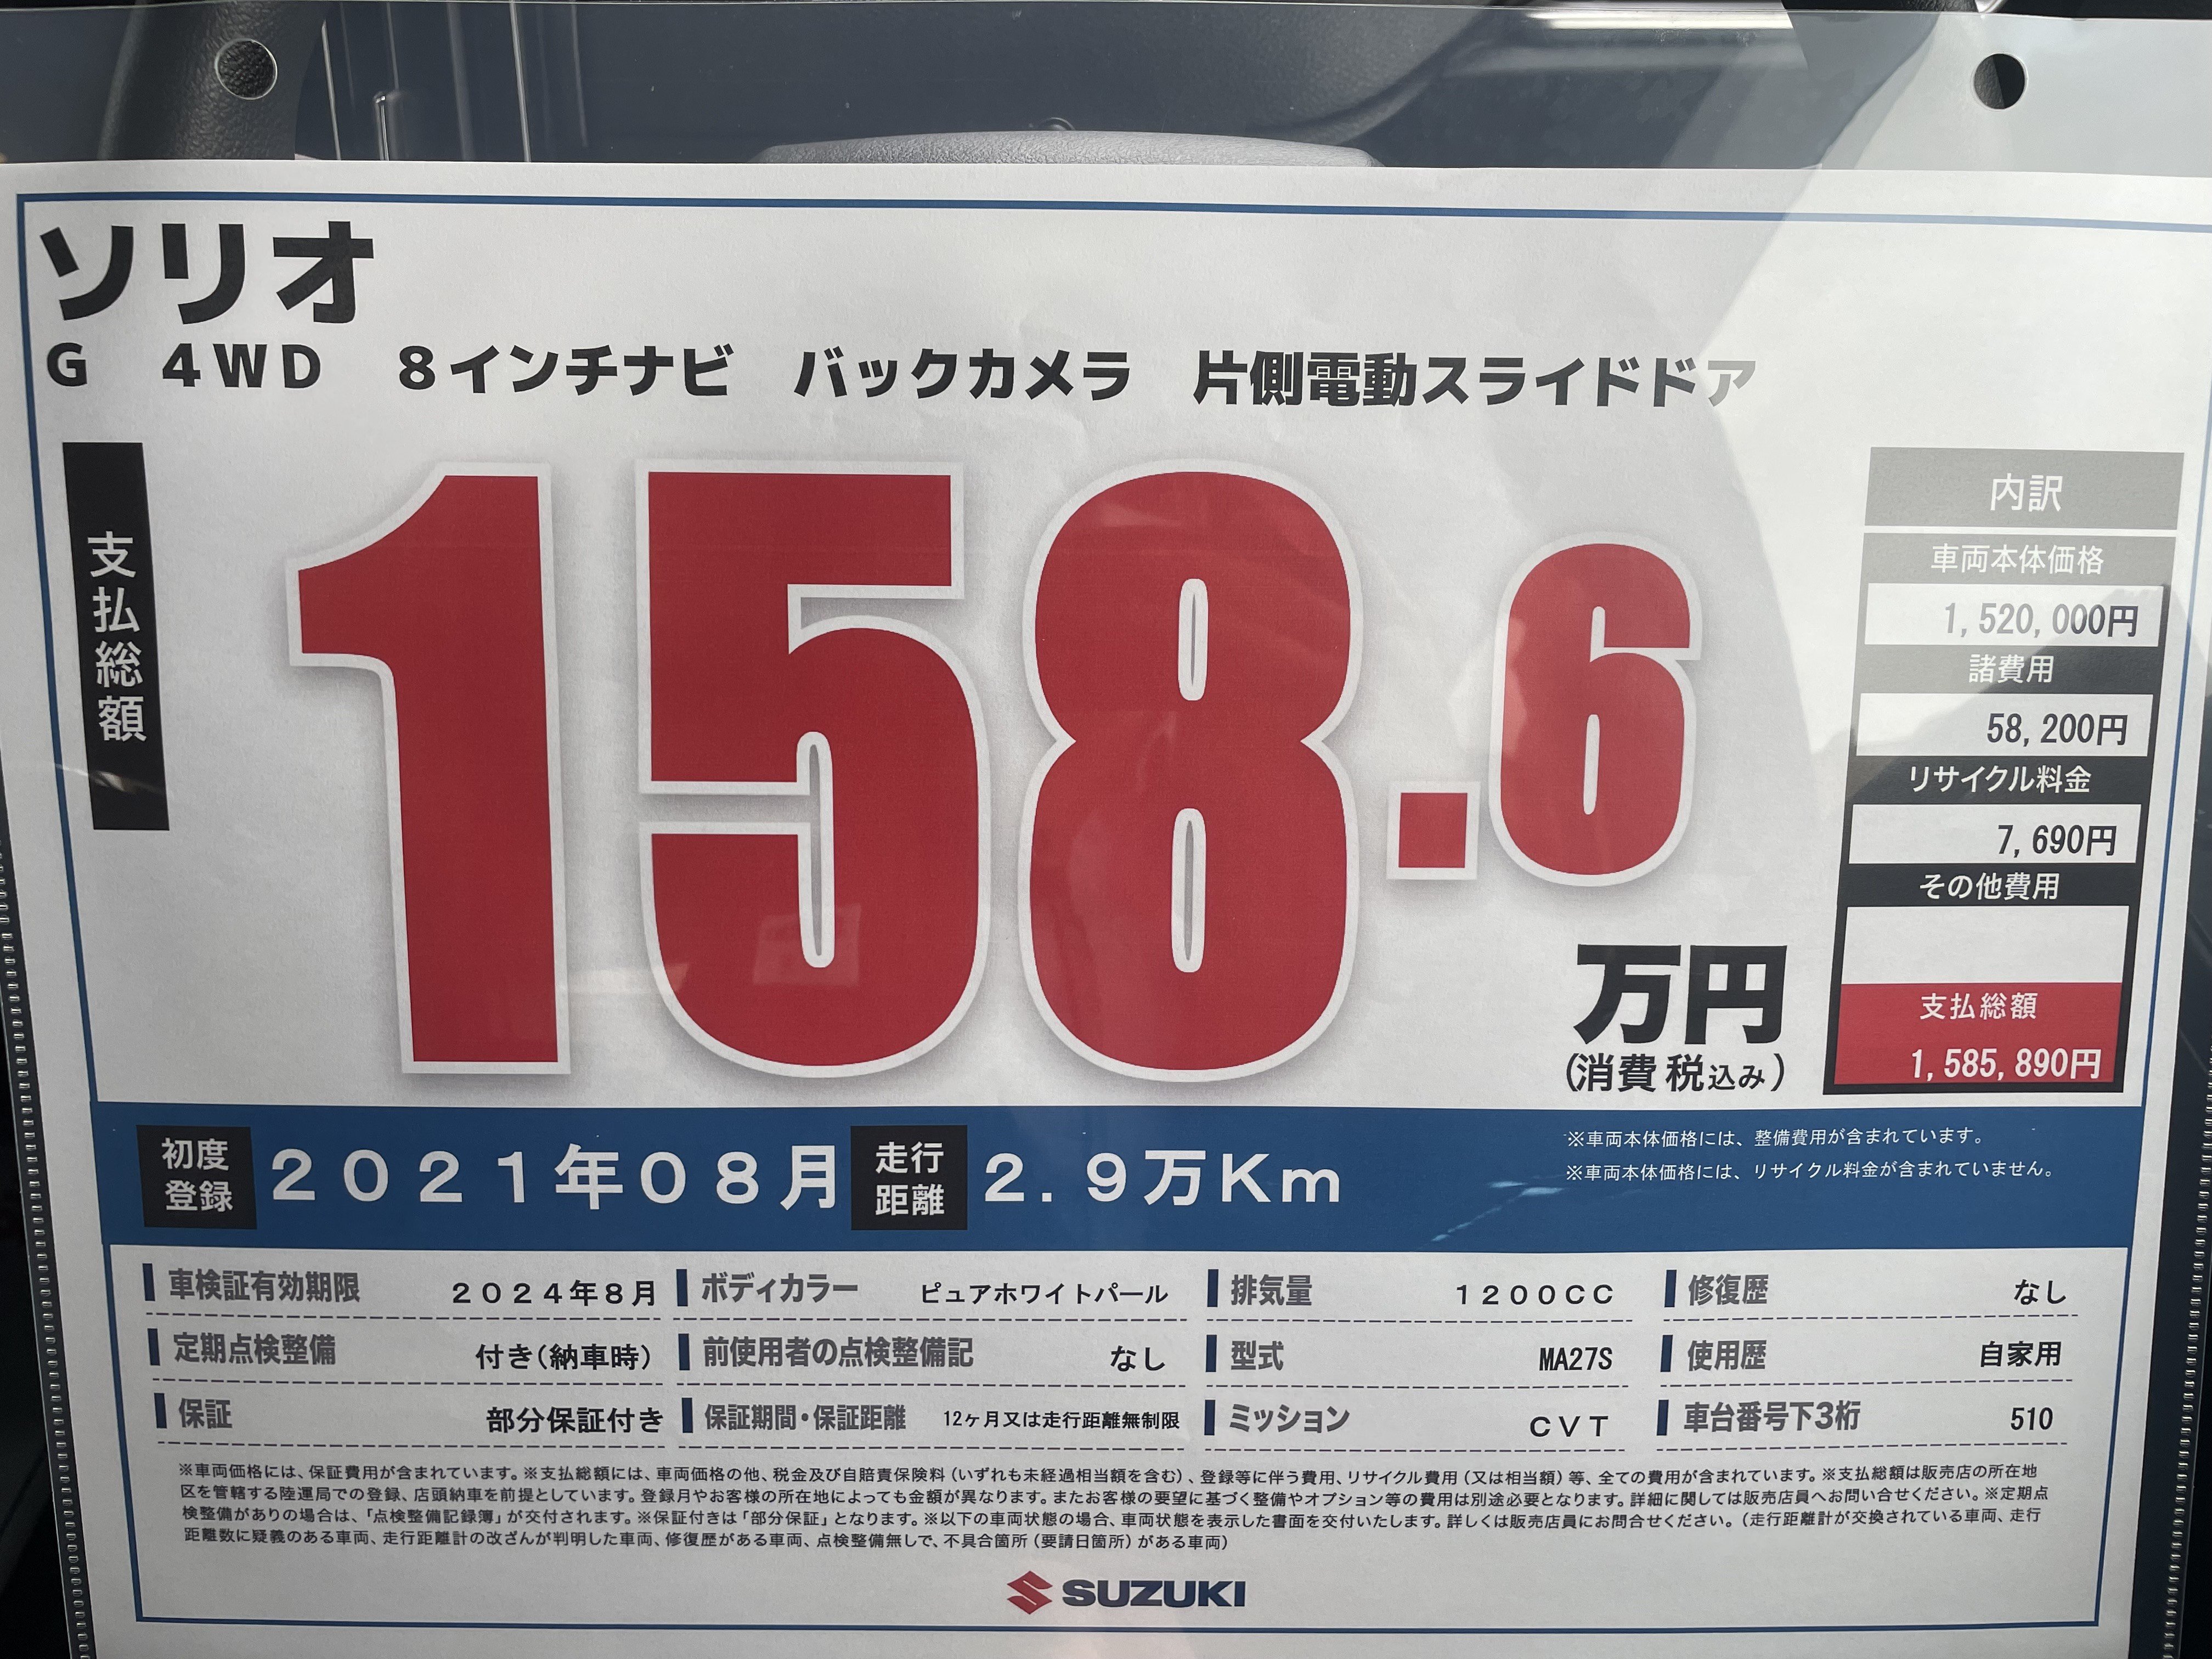 ソリオ
G 4WD 8インチナビ バックカメラ 片側電動スライドドア
支払総額
158.6
万円
(消費税込み)
内訳
車両本体価格
1,520,000円
諸費用
58,200円
リサイクル料金
7,690円
その他費用
支払総額
1,585,890円
初度登録 2021年08月 走行距離 2.9万Km
※車両本体価格には、整備費用が含まれています。
※車両本体価格には、リサイクル料金が含まれていません。
車検証有効期限 2024年8月 ボディカラー ピュアホワイトパール 排気量 1200CC 修復歴 なし
定期点検整備 付き(納車時) 前使用者の点検整備記 なし 型式 MA27S 使用歴 自家用
保証 部分保証付き 保証期間・保証距離 12ヶ月又は走行距離無制限 ミッション CVT 車台番号下3桁 510
※車両価格には、保証費用が含まれています。※支払総額には、車両価格の他、税金及び自賠責保険料(いずれも未経過相当額を含む)、登録等に伴う費用、リサイクル費用(又は相当額)等、全ての費用が含まれています。※支払総額は販売店の所在地
区を管轄する陸運局での登録、店頭納車を前提としています。登録月やお客様の所在地によっても金額が異なります。またお客様の要望に基づく整備やオプション等の費用は別途必要となります。詳細に関しては販売店員へお問い合せください。※定期点
検整備がありの場合は、「点検整備記録簿」が交付されます。※保証付きは「部分保証」となります。※以下の車両状態の場合、車両状態を表示した書面を交付いたします。詳しくは販売店員にお問合せください。(走行距離計が交換されている車両、走行
距離数に疑義のある車両、走行距離計の改ざんが判明した車両、修復歴がある車両、点検整備無しで、不具合箇所(要請日箇所)がある車両)
SUZUKI